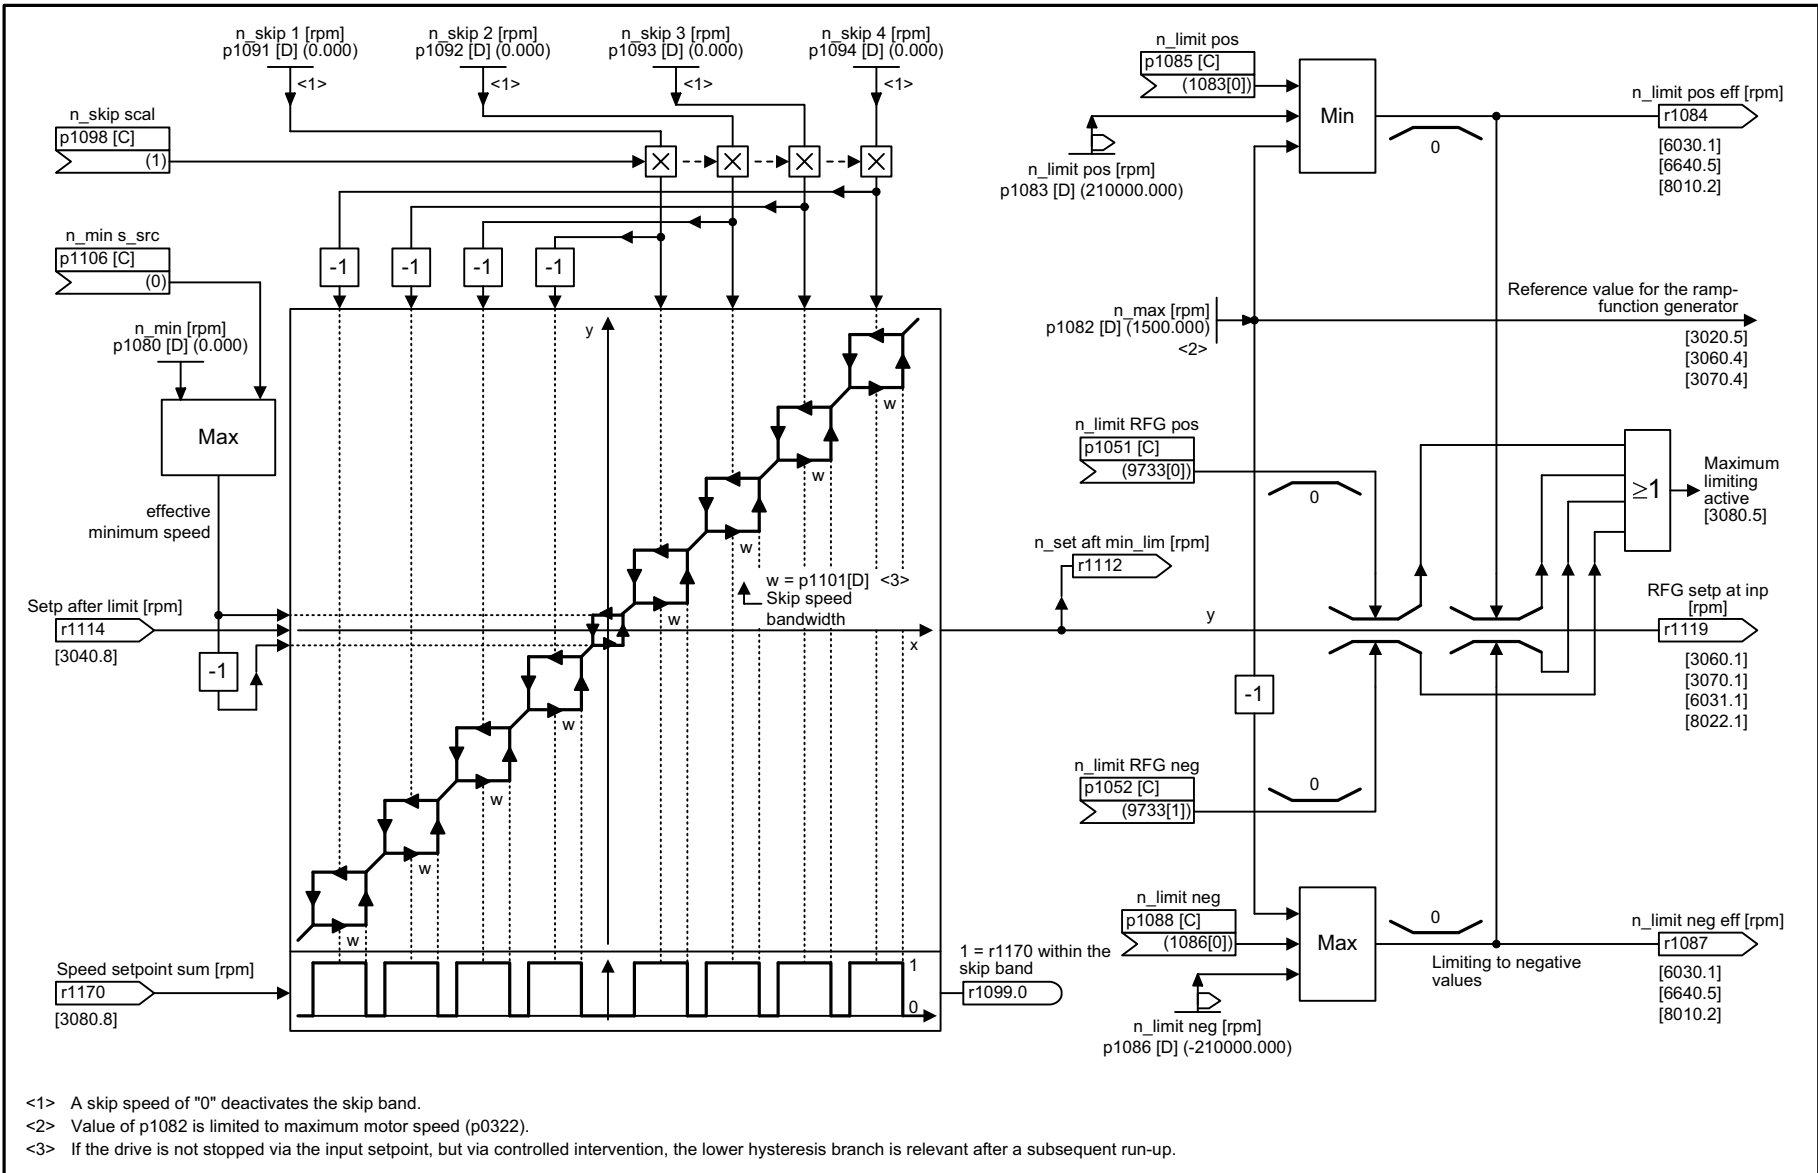 n_skip 1 [rpm]
p1091 [D] (0.000)
<1>
n_skip 2 [rpm]
p1092 [D] (0.000)
<1>
n_skip 3 [rpm]
p1093 [D] (0.000)
<1>
n_skip 4 [rpm]
p1094 [D] (0.000)
<1>
n_skip scal
p1098 [C]
(1)
n_min s_src
p1106 [C]
(0)
n_min [rpm]
p1080 [D] (0.000)
Max
effective
minimum speed
Setp after limit [rpm]
r1114
[3040.8]
-1
-1
-1
-1
-1
y
x
w
w
w
w
w
w
w
w
w = p1101[D] <3>
Skip speed
bandwidth
Speed setpoint sum [rpm]
r1170
[3080.8]
1
0
1 = r1170 within the
skip band
r1099.0
n_limit pos
p1085 [C]
(1083[0])
n_limit pos [rpm]
p1083 [D] (210000.000)
Min
0
n_limit pos eff [rpm]
r1084
[6030.1]
[6640.5]
[8010.2]
n_max [rpm]
p1082 [D] (1500.000)
<2>
Reference value for the ramp-
function generator
[3020.5]
[3060.4]
[3070.4]
n_limit RFG pos
p1051 [C]
(9733[0])
0
≥1
Maximum
limiting
active
[3080.5]
n_set aft min_lim [rpm]
r1112
y
RFG setp at inp
[rpm]
r1119
[3060.1]
[3070.1]
[6031.1]
[8022.1]
-1
n_limit RFG neg
p1052 [C]
(9733[1])
0
n_limit neg
p1088 [C]
(1086[0])
n_limit neg [rpm]
p1086 [D] (-210000.000)
Max
0
Limiting to negative
values
n_limit neg eff [rpm]
r1087
[6030.1]
[6640.5]
[8010.2]
<1> A skip speed of "0" deactivates the skip band.
<2> Value of p1082 is limited to maximum motor speed (p0322).
<3> If the drive is not stopped via the input setpoint, but via controlled intervention, the lower hysteresis branch is relevant after a subsequent run-up.